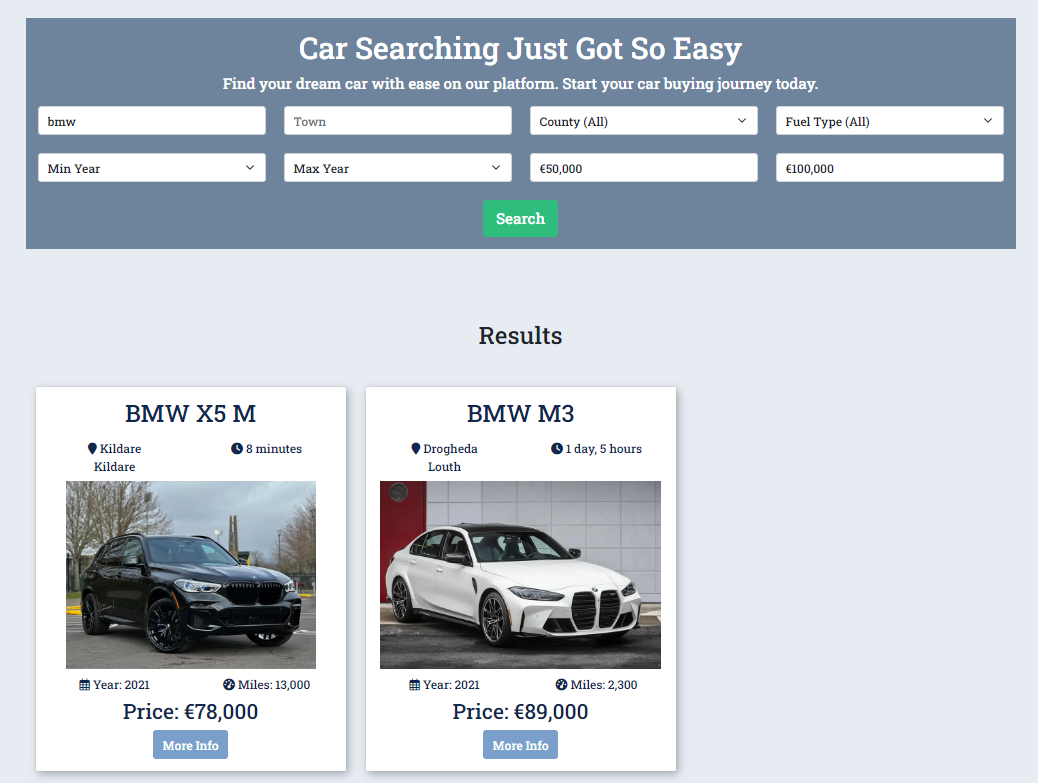 Car Searching Just Got So Easy
Find your dream car with ease on our platform. Start your car buying journey today.
bmw
Town
County (All)
Fuel Type (All)
Min Year
Max Year
€50,000
€100,000
Search
Results
BMW X5 M
Kildare
Kildare
8 minutes
Year: 2021
Miles: 13,000
Price: €78,000
More Info
BMW M3
Drogheda
Louth
1 day, 5 hours
Year: 2021
Miles: 2,300
Price: €89,000
More Info